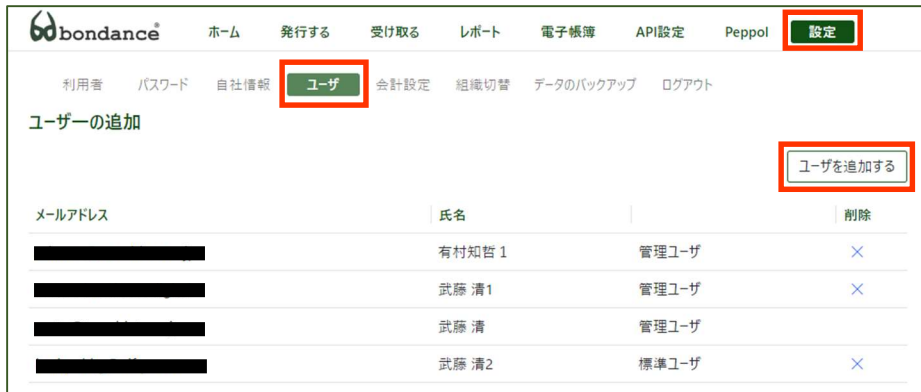 bondance ホーム 発行する 受け取る レポート 電子帳簿 API設定 Peppol 設定
利用者 パスワード 自社情報 ユーザ 会計設定 組織切替 データのバックアップ ログアウト
ユーザーの追加
ユーザを追加する
メールアドレス 氏名 削除
有村知哲 1 管理ユーザ ×
武藤 清1 管理ユーザ ×
武藤 清 管理ユーザ
武藤 清2 標準ユーザ ×